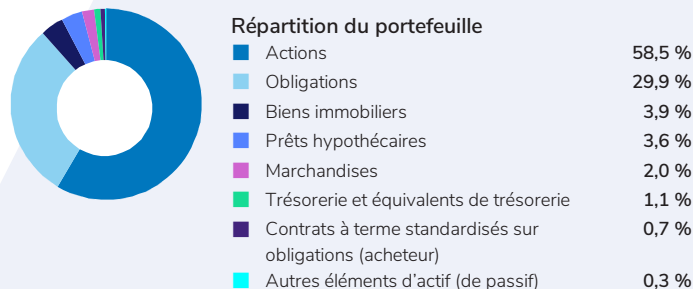 Répartition du portefeuille
Actions 58,5 %
Obligations 29,9 %
Biens immobiliers 3,9 %
Prêts hypothécaires 3,6 %
Marchandises 2,0 %
Trésorerie et équivalents de trésorerie 1,1 %
Contrats à terme standardisés sur 0,7 %
obligations (acheteur)
Autres éléments d'actif (de passif) 0,3 %